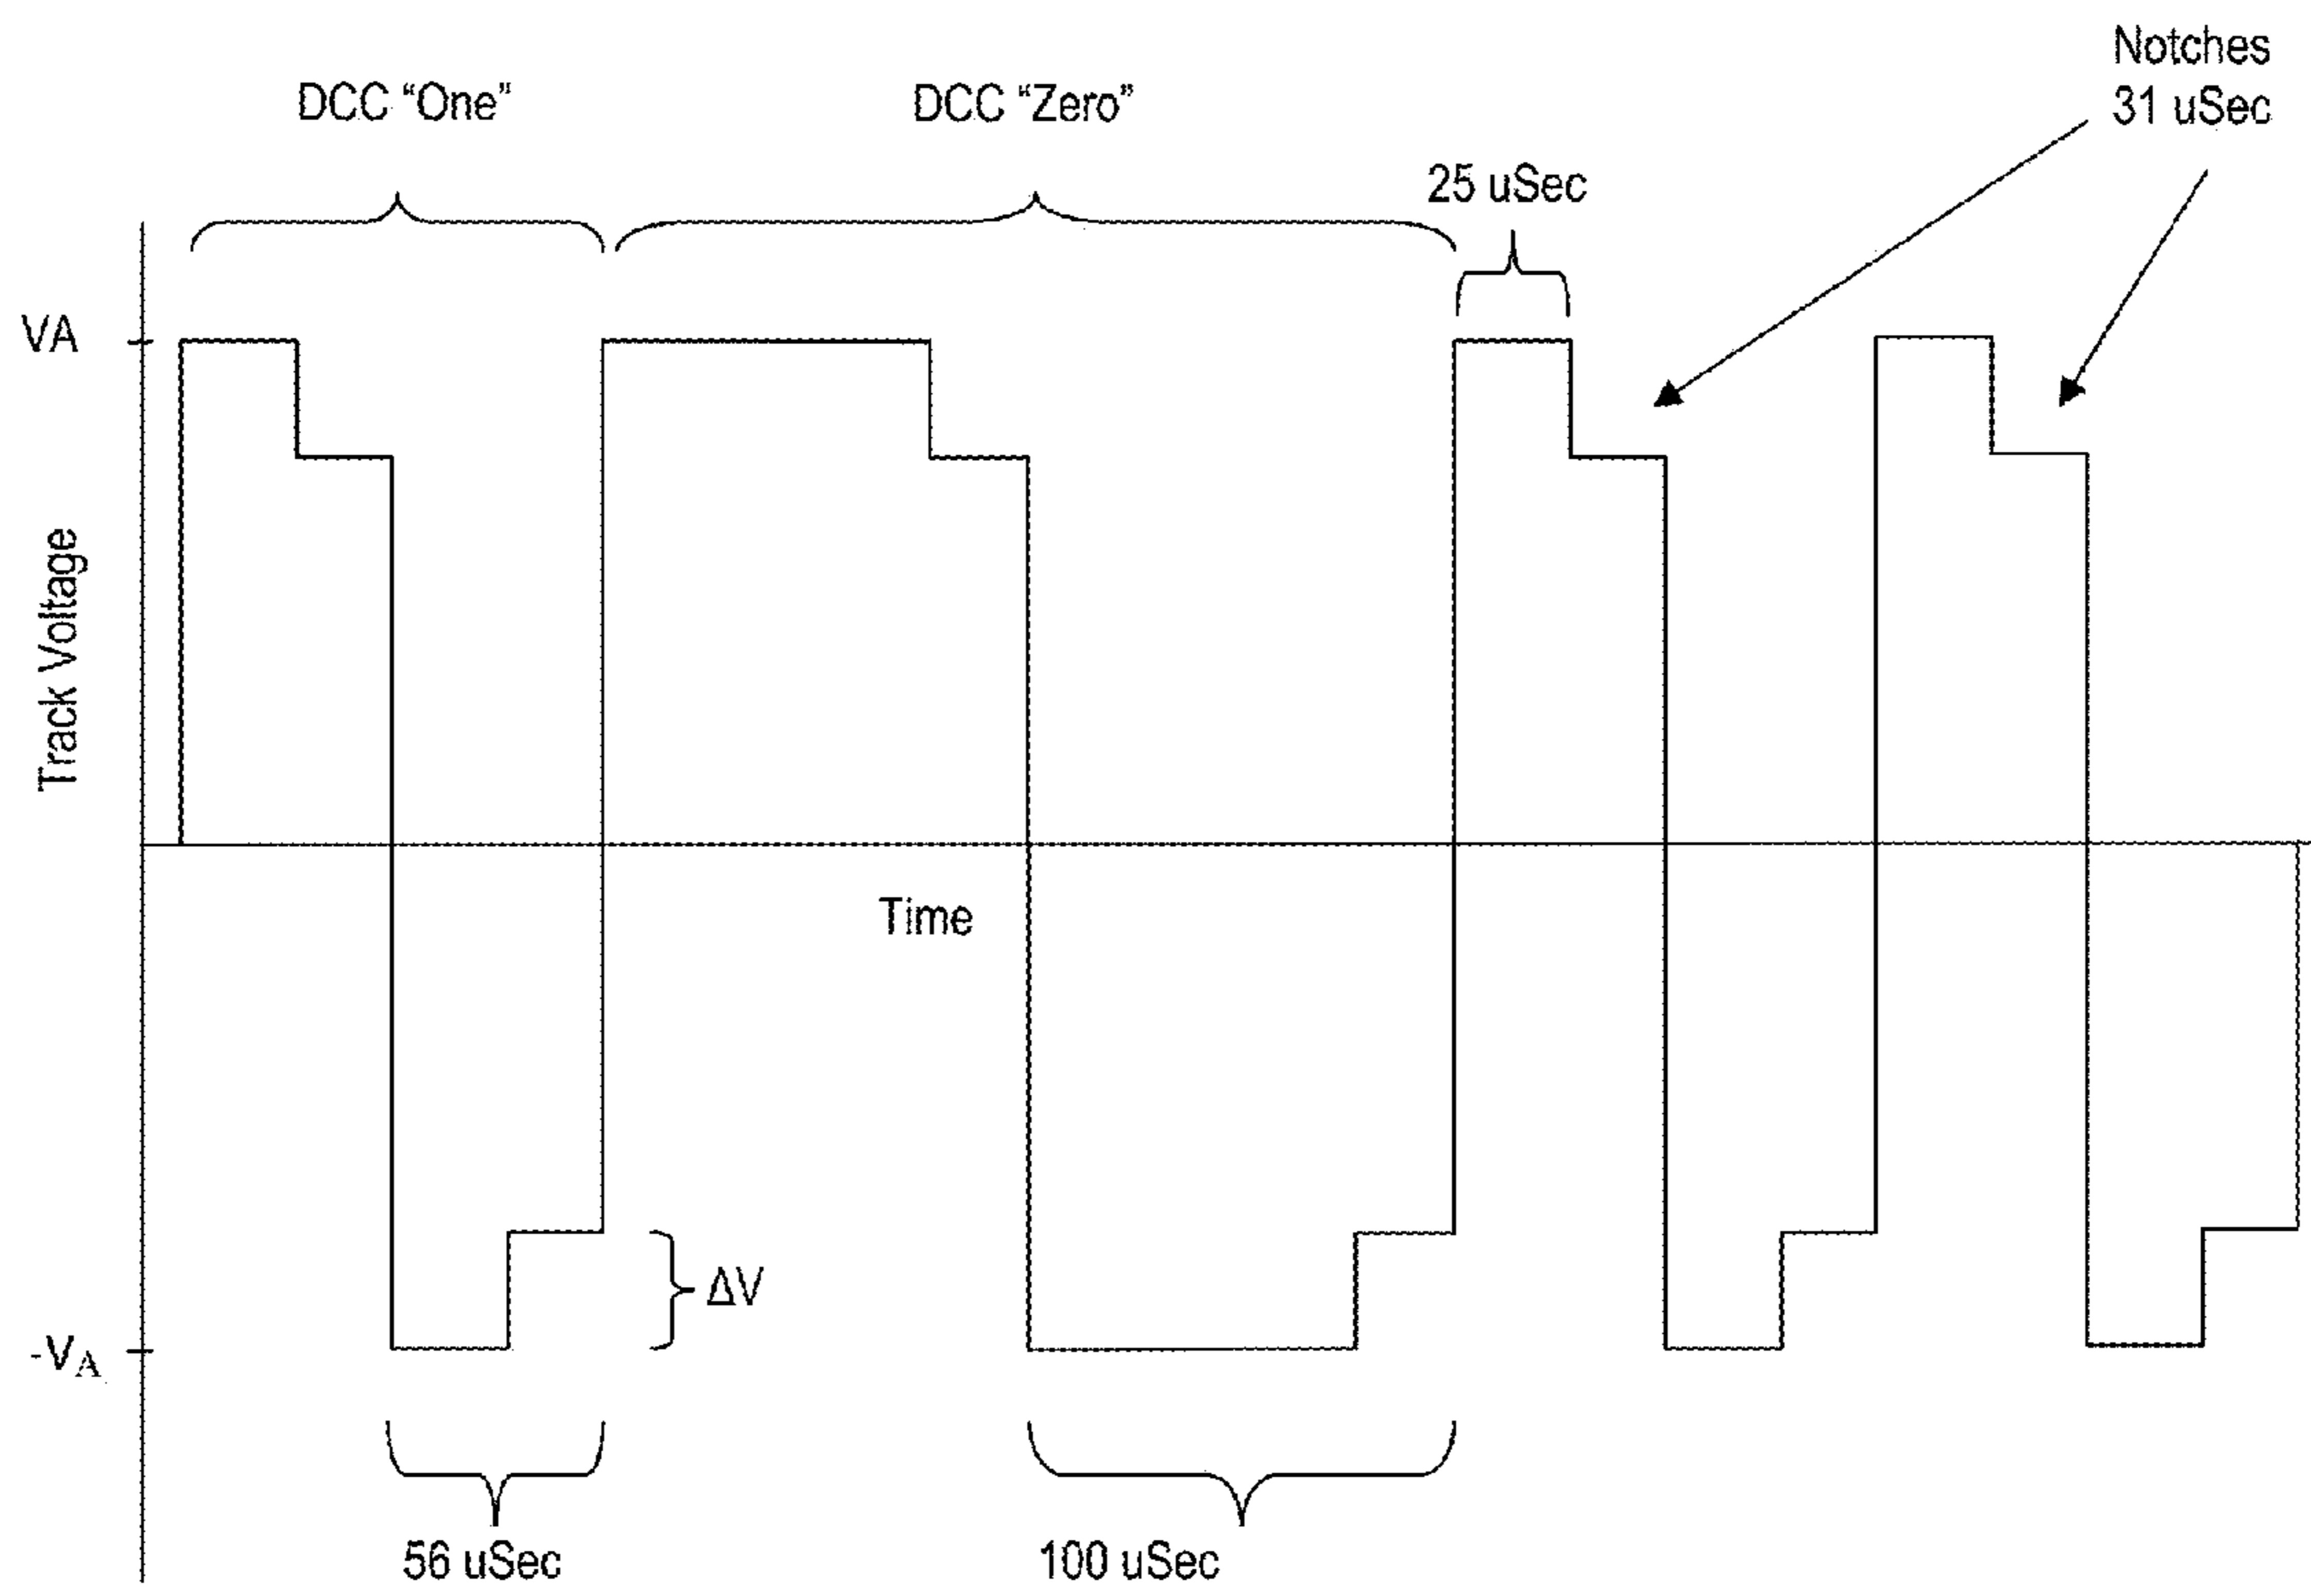 Notches
31 uSec
DCC “One”
DCC “Zero”
25 uSec
VA
Track Voltage
Time
ΔV
-VA
56 uSec
100 uSec